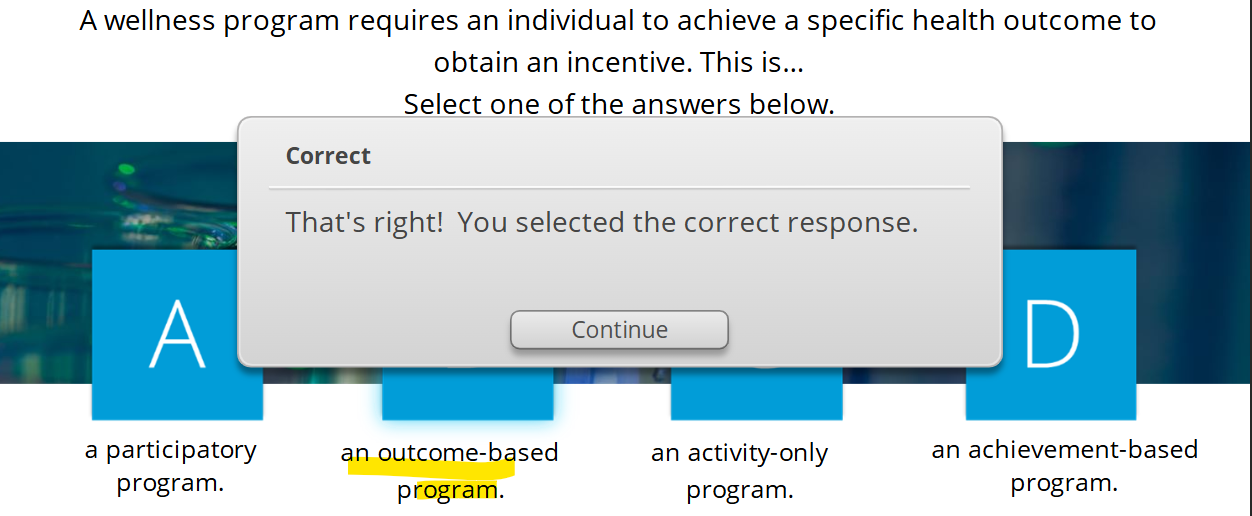 A wellness program requires an individual to achieve a specific health outcome to
obtain an incentive. This is...
Select one of the answers below.
Correct
That's right! You selected the correct response.
Continue
A
D
a participatory
program.
an outcome-based
program.
an activity-only
program.
an achievement-based
program.